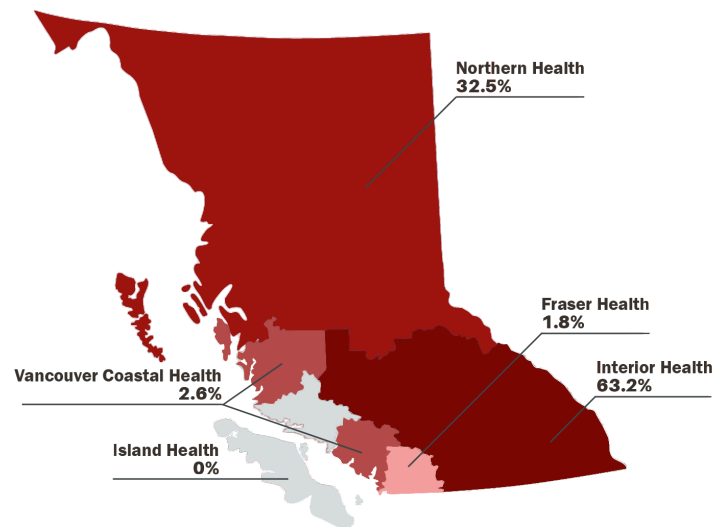 Northern Health
32.5%
Fraser Health
1.8%
Interior Health
63.2%
Vancouver Coastal Health
2.6%
Island Health
0%